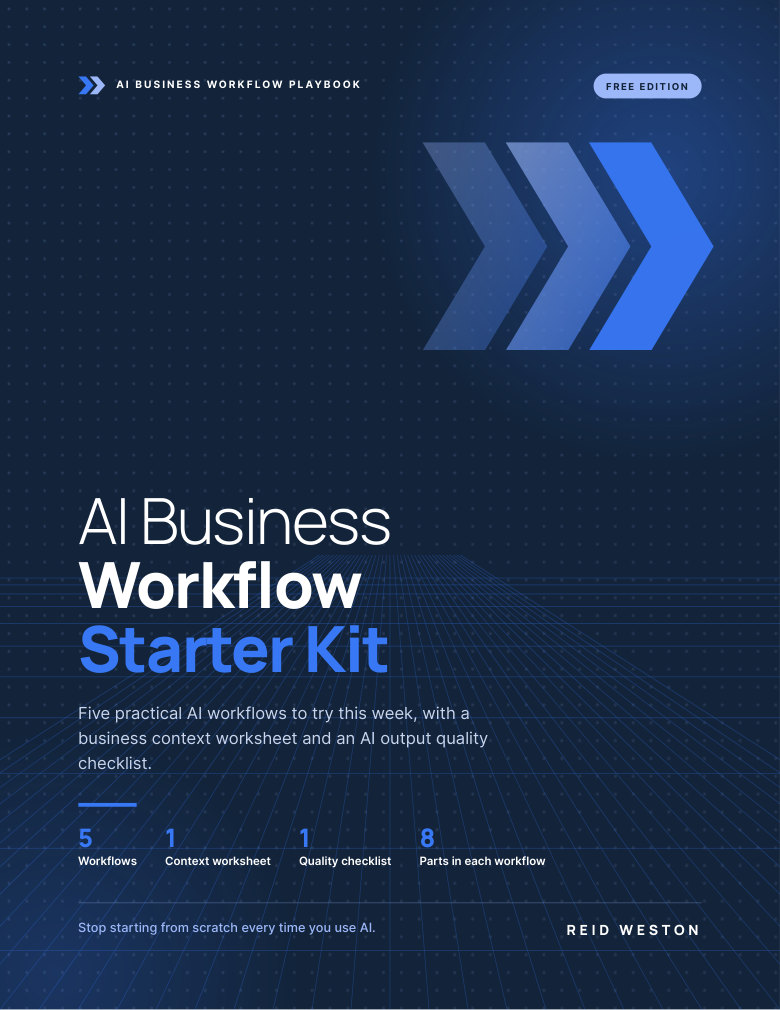 AI BUSINESS WORKFLOW PLAYBOOK
FREE EDITION
AI Business
Workflow
Starter Kit
Five practical AI workflows to try this week, with a
business context worksheet and an AI output quality
checklist.
5
Workflows
1
Context worksheet
1
Quality checklist
8
Parts in each workflow
Stop starting from scratch every time you use AI.
REID WESTON